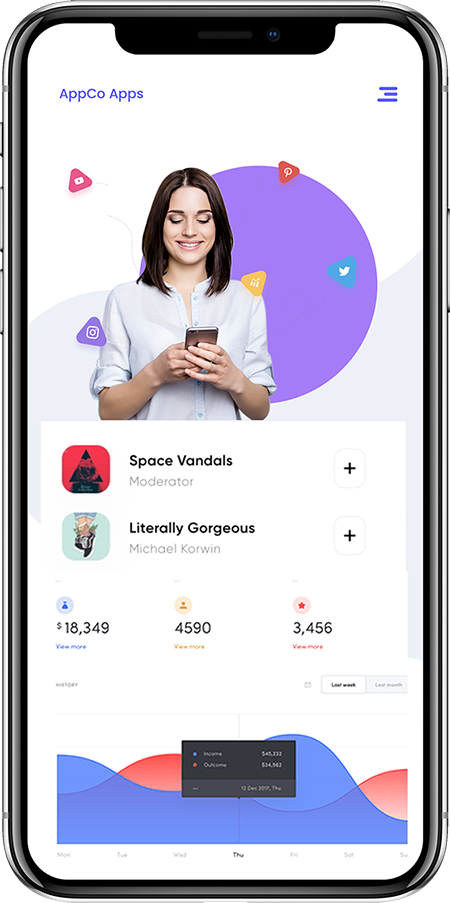 AppCo Apps
Space Vandals
Moderator
Literally Gorgeous
Michael Korwin
$18,349 4590 3,456
View more View more View more
HISTORY Last week Last month
Income $45,232
Outcome $34,562
12 Dec 2017, Thu
Mon Tue Wed Thu Fri Sat Su